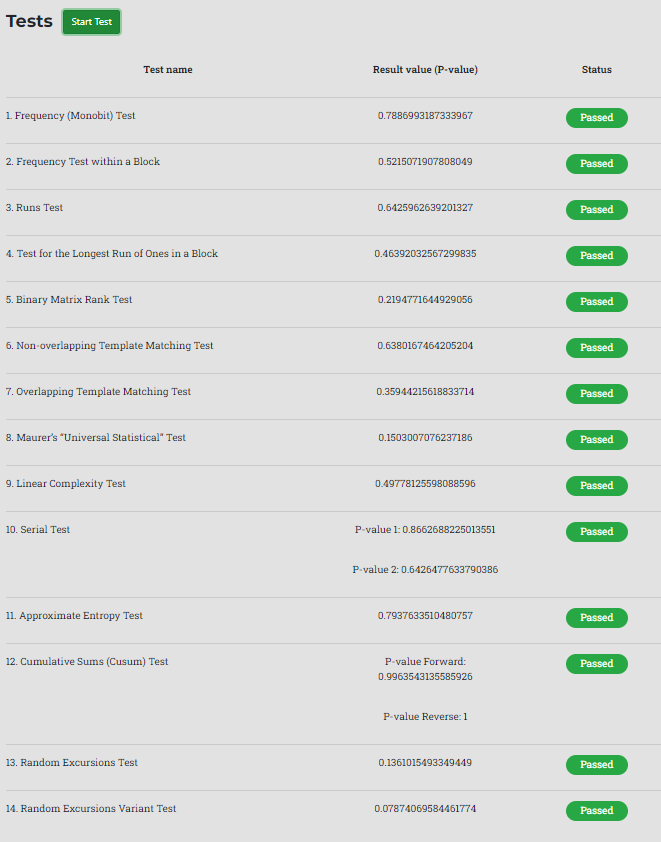 Tests Start Test
Test name Result value (P-value) Status
1. Frequency (Monobit) Test 0.7886993187333967 Passed
2. Frequency Test within a Block 0.5215071907808049 Passed
3. Runs Test 0.6425962639201327 Passed
4. Test for the Longest Run of Ones in a Block 0.46392032567299835 Passed
5. Binary Matrix Rank Test 0.2194771644929056 Passed
6. Non-overlapping Template Matching Test 0.6380167464205204 Passed
7. Overlapping Template Matching Test 0.35944215618833714 Passed
8. Maurer's "Universal Statistical" Test 0.1503007076237186 Passed
9. Linear Complexity Test 0.49778125598088596 Passed
10. Serial Test P-value 1: 0.8662688225013551 Passed
P-value 2: 0.6426477633790386
11. Approximate Entropy Test 0.7937633510480757 Passed
12. Cumulative Sums (Cusum) Test P-value Forward: Passed
0.9963543135585926
P-value Reverse: 1
13. Random Excursions Test 0.1361015493349449 Passed
14. Random Excursions Variant Test 0.07874069584461774 Passed